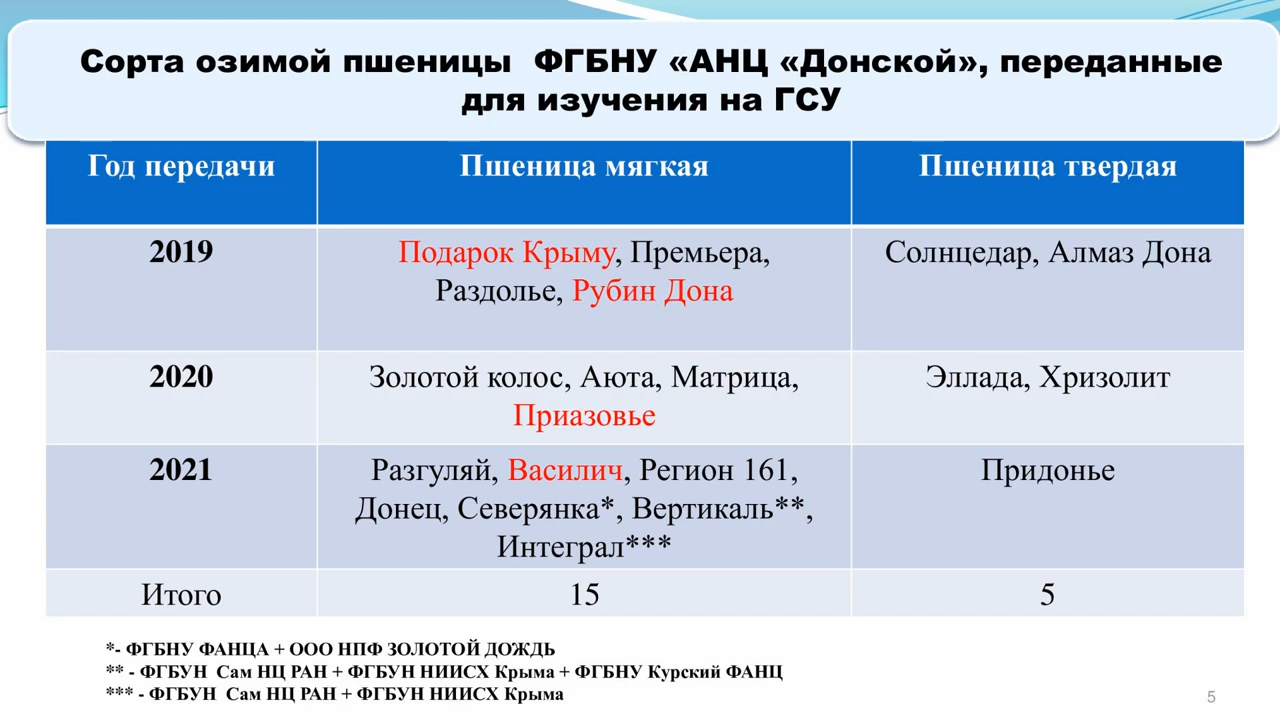 Сорта озимой пшеницы ФГБНУ «АНЦ «Донской», переданные
для изучения на ГСУ
Год передачи
Пшеница мягкая
Пшеница твердая
2019
Подарок Крыму, Премьера,
Раздолье, Рубин Дона
Солнцедар, Алмаз Дона
2020
Золотой колос, Аюта, Матрица,
Приазовье
Эллада, Хризолит
2021
Разгуляй, Василич, Регион 161,
Донец, Северянка*, Вертикаль**,
Интеграл***
Придонье
Итого
15
5
*- ФГБНУ ФАНЦА + ООО НПФ ЗОЛОТОЙ ДОЖДЬ
** - ФГБУН Сам НЦ РАН + ФГБУН НИИСХ Крыма + ФГБНУ Курский ФАНЦ
*** - ФГБУН Сам НЦ РАН + ФГБУН НИИСХ Крыма
5